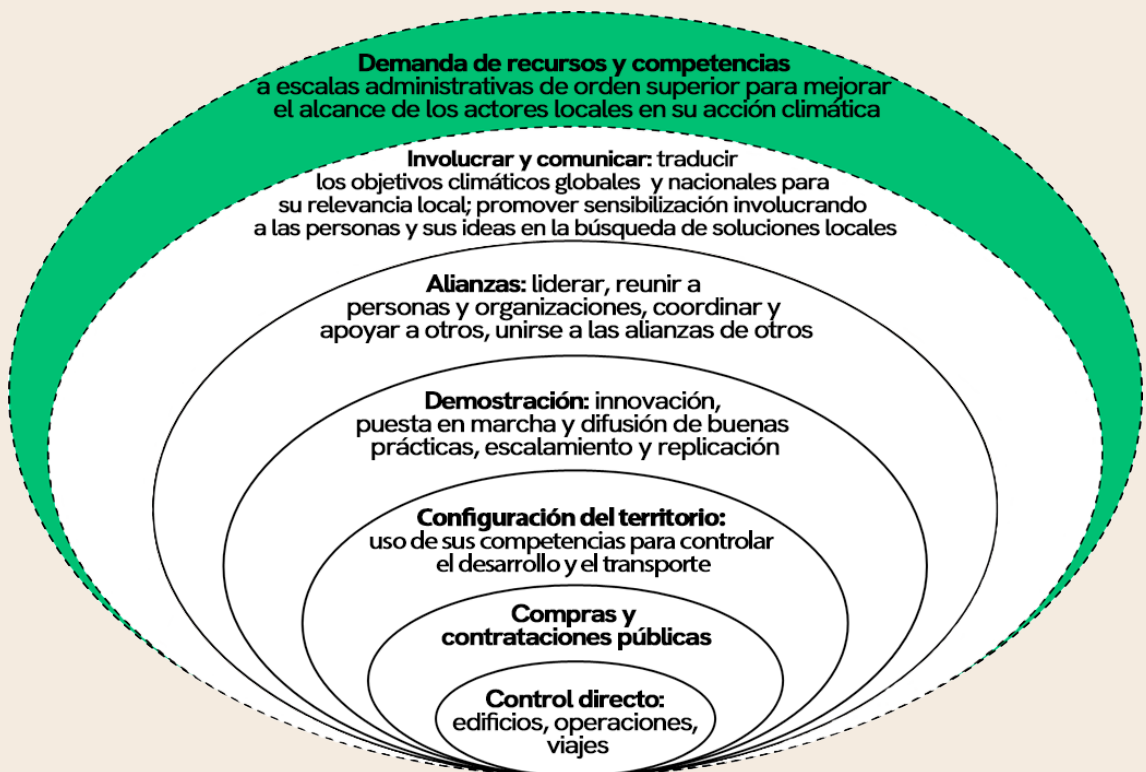 Demanda de recursos y competencias
a escalas administrativas de orden superior para mejorar
el alcance de los actores locales en su acción climática
Involucrar y comunicar: traducir
los objetivos climáticos globales y nacionales para
su relevancia local; promover sensibilización involucrando
a las personas y sus ideas en la búsqueda de soluciones locales
Alianzas: liderar, reunir a
personas y organizaciones, coordinar y
apoyar a otros, unirse a las alianzas de otros
Demostración: innovación,
puesta en marcha y difusión de buenas
prácticas, escalamiento y replicación
Configuración del territorio:
uso de sus competencias para controlar
el desarrollo y el transporte
Compras y
contrataciones públicas
Control directo:
edificios, operaciones,
viajes